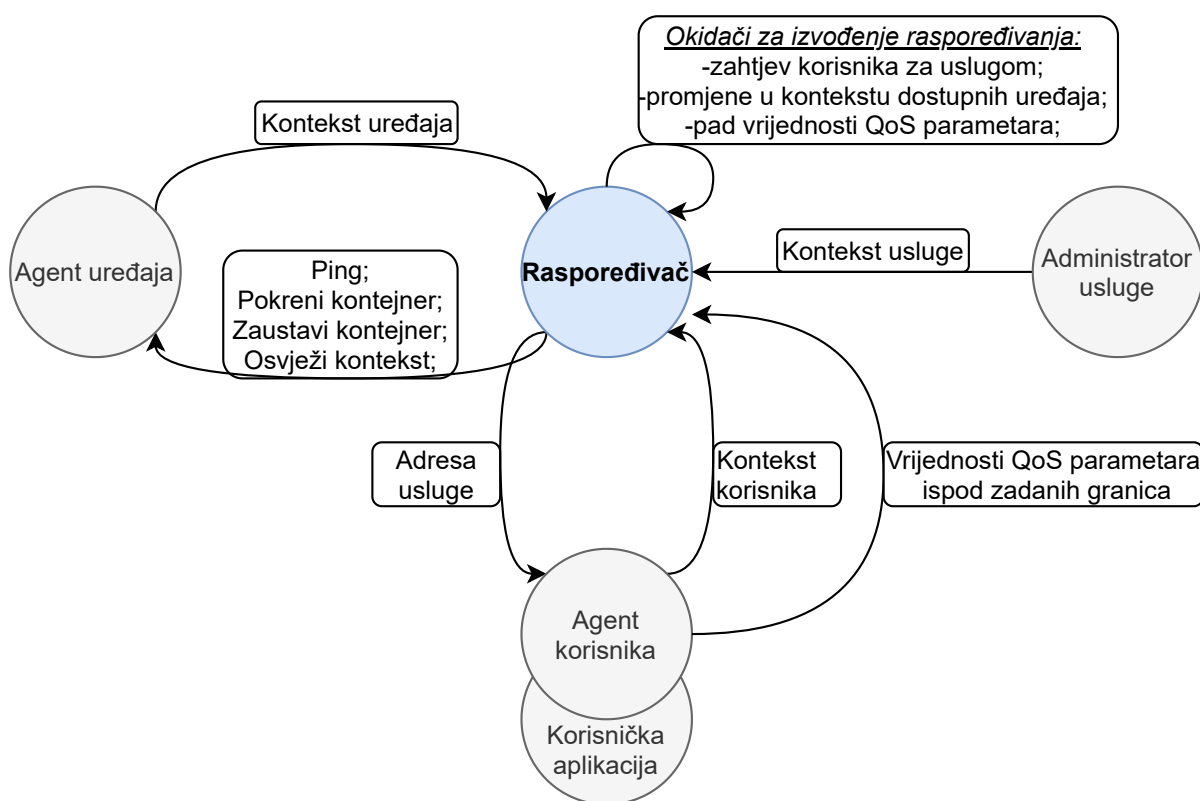 Okidači za izvođenje raspoređivanja:
-zahtjev korisnika za uslugom;
-promjene u kontekstu dostupnih uređaja;
-pad vrijednosti QoS parametara;
Kontekst uređaja
Agent uređaja
Ping;
Pokreni kontejner;
Zaustavi kontejner;
Osvježi kontekst;
Raspoređivač
Kontekst usluge
Administrator
usluge
Adresa
usluge
Kontekst
korisnika
Vrijednosti QoS parametara
ispod zadanih granica
Agent
korisnika
Korisnička
aplikacija